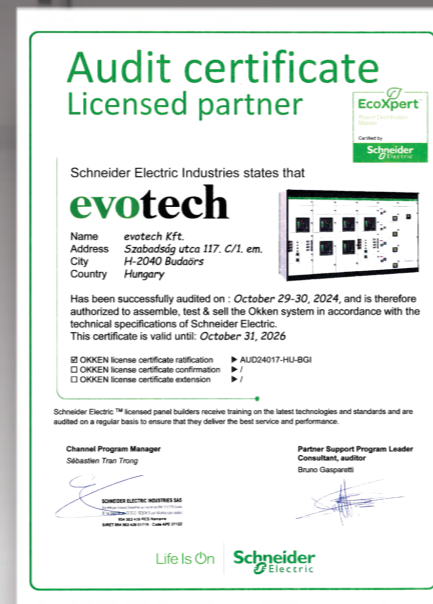 Audit certificate
Licensed partner
EcoXpert
Certified by
Schneider
Electric
Schneider Electric Industries states that
evotech
Name evotech Kft.
Address Szabadság utca 117. C/1. em.
City H-2040 Budaörs
Country Hungary
Has been successfully audited on : October 29-30, 2024, and is therefore
authorized to assemble, test & sell the Okken system in accordance with the
technical specifications of Schneider Electric.
This certificate is valid until: October 31, 2026
☑ OKKEN license certificate ratification ▶ AUD24017-HU-BGI
☐ OKKEN license certificate confirmation ▶ /
☐ OKKEN license certificate extension ▶ /
Schneider Electric ™ licensed panel builders receive training on the latest technologies and standards and are
audited on a regular basis to ensure that they deliver the best service and performance.
Channel Program Manager
Sébastien Tran Trong
Partner Support Program Leader
Consultant, auditor
Bruno Gasparetti
SCHNEIDER ELECTRIC INDUSTRIES SAS
Life Is On
Schneider
Electric